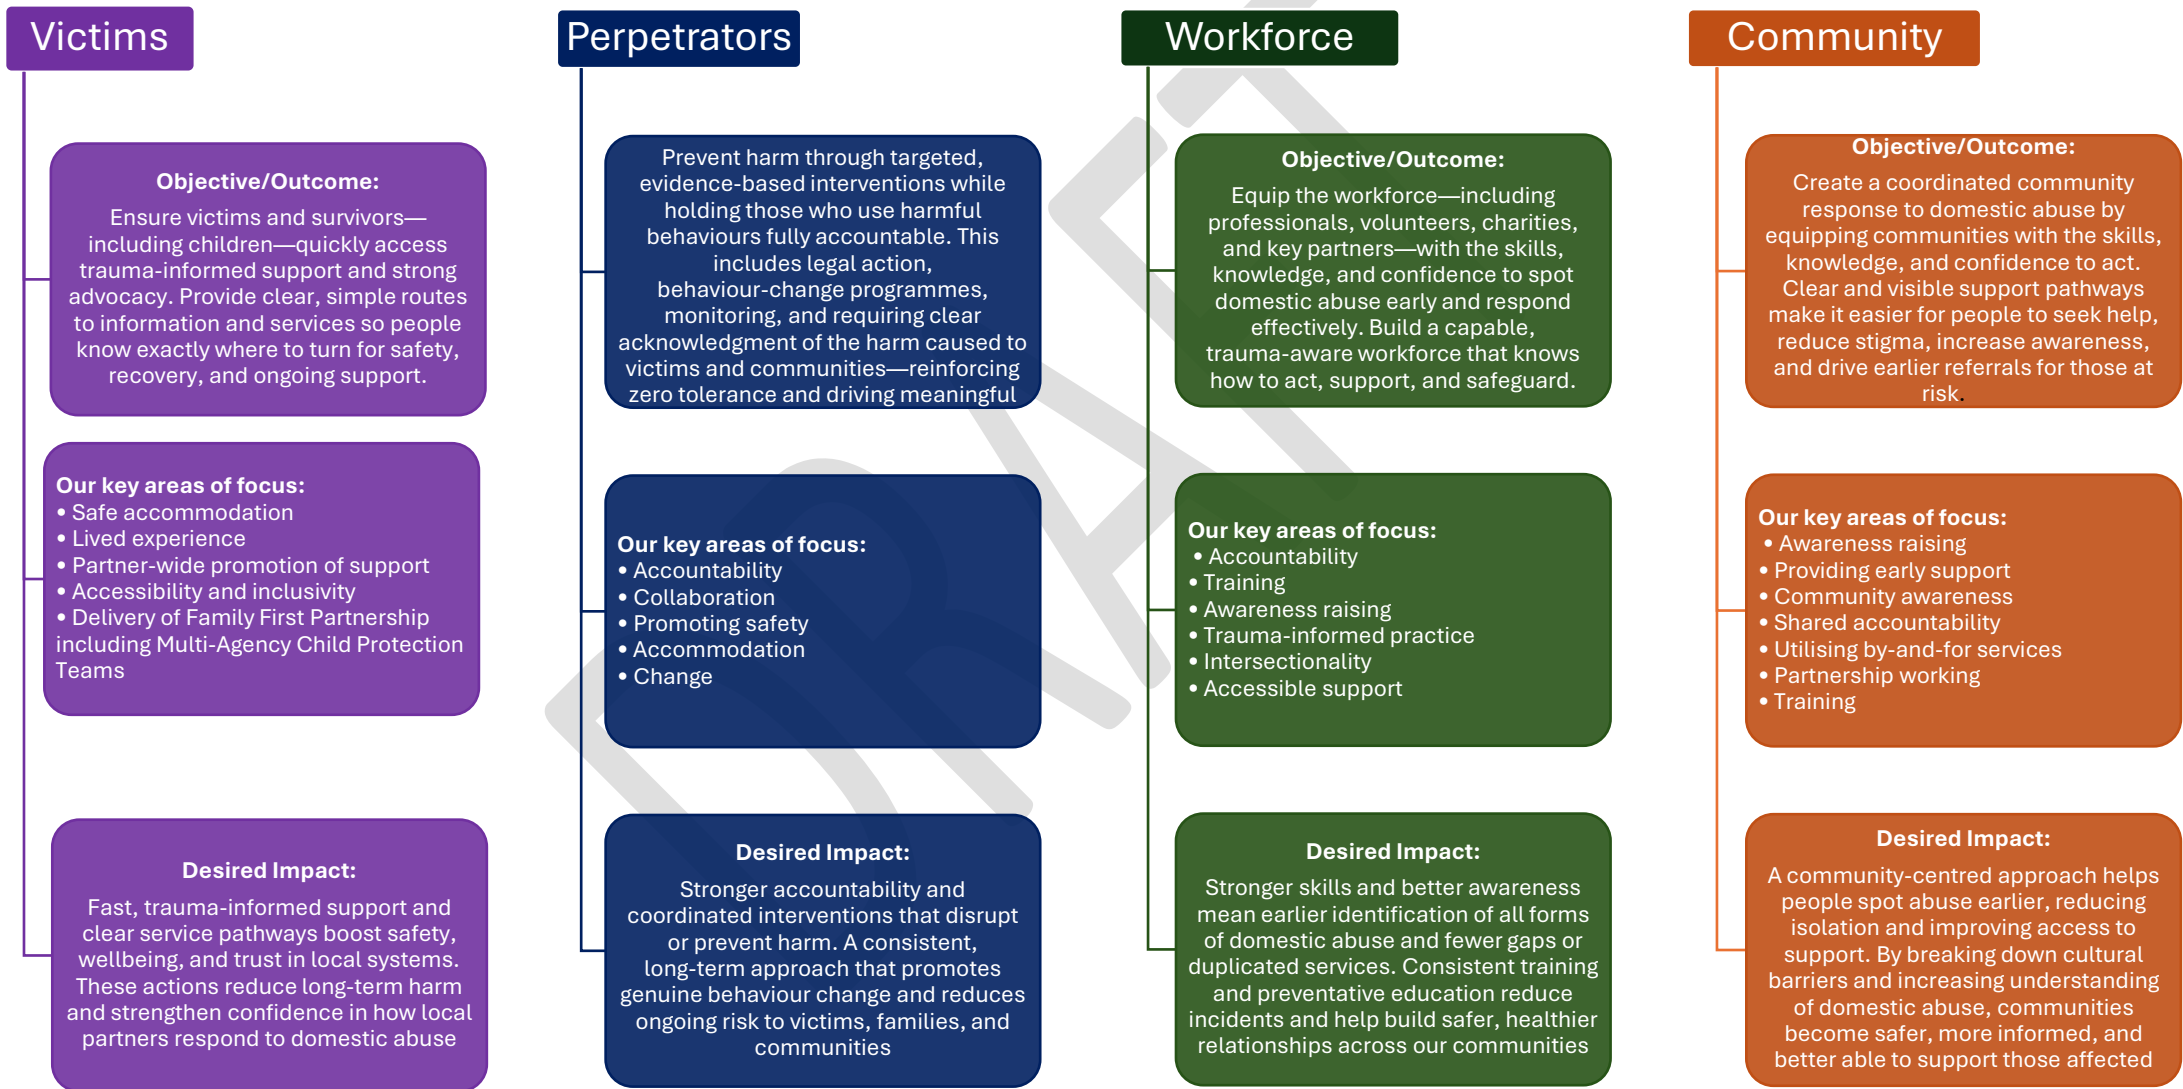 Victims
Objective/Outcome:
Ensure victims and survivors—
including children—quickly access
trauma-informed support and strong
advocacy. Provide clear, simple routes
to information and services so people
know exactly where to turn for safety,
recovery, and ongoing support.
Our key areas of focus:
• Safe accommodation
• Lived experience
• Partner-wide promotion of support
• Accessibility and inclusivity
• Delivery of Family First Partnership
including Multi-Agency Child Protection
Teams
Desired Impact:
Fast, trauma-informed support and
clear service pathways boost safety,
wellbeing, and trust in local systems.
These actions reduce long-term harm
and strengthen confidence in how local
partners respond to domestic abuse
Perpetrators
Prevent harm through targeted,
evidence-based interventions while
holding those who use harmful
behaviours fully accountable. This
includes legal action,
behaviour-change programmes,
monitoring, and requiring clear
acknowledgment of the harm caused to
victims and communities—reinforcing
zero tolerance and driving meaningful
Our key areas of focus:
• Accountability
• Collaboration
• Promoting safety
• Accommodation
• Change
Desired Impact:
Stronger accountability and
coordinated interventions that disrupt
or prevent harm. A consistent,
long-term approach that promotes
genuine behaviour change and reduces
ongoing risk to victims, families, and
communities
Workforce
Objective/Outcome:
Equip the workforce—including
professionals, volunteers, charities,
and key partners—with the skills,
knowledge, and confidence to spot
domestic abuse early and respond
effectively. Build a capable,
trauma-aware workforce that knows
how to act, support, and safeguard.
Our key areas of focus:
• Accountability
• Training
• Awareness raising
• Trauma-informed practice
• Intersectionality
• Accessible support
Desired Impact:
Stronger skills and better awareness
mean earlier identification of all forms
of domestic abuse and fewer gaps or
duplicated services. Consistent training
and preventative education reduce
incidents and help build safer, healthier
relationships across our communities
Community
Objective/Outcome:
Create a coordinated community
response to domestic abuse by
equipping communities with the skills,
knowledge, and confidence to act.
Clear and visible support pathways
make it easier for people to seek help,
reduce stigma, increase awareness,
and drive earlier referrals for those at
risk.
Our key areas of focus:
• Awareness raising
• Providing early support
• Community awareness
• Shared accountability
• Utilising by-and-for services
• Partnership working
• Training
Desired Impact:
A community-centred approach helps
people spot abuse earlier, reducing
isolation and improving access to
support. By breaking down cultural
barriers and increasing understanding
of domestic abuse, communities
become safer, more informed, and
better able to support those affected
DRAFT